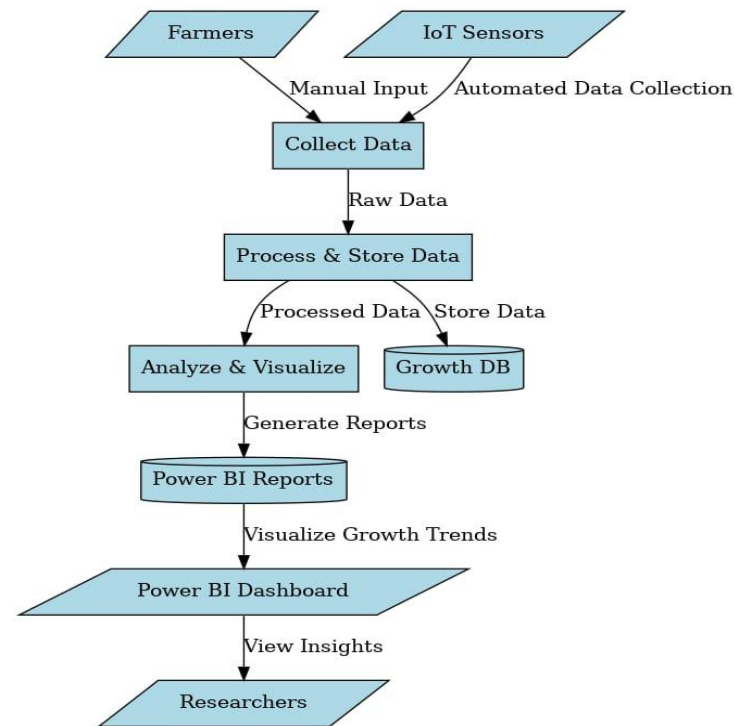 Farmers
IoT Sensors
Manual Input
Automated Data Collection
Collect Data
Raw Data
Process & Store Data
Processed Data
Store Data
Analyze & Visualize
Growth DB
Generate Reports
Power BI Reports
Visualize Growth Trends
Power BI Dashboard
View Insights
Researchers